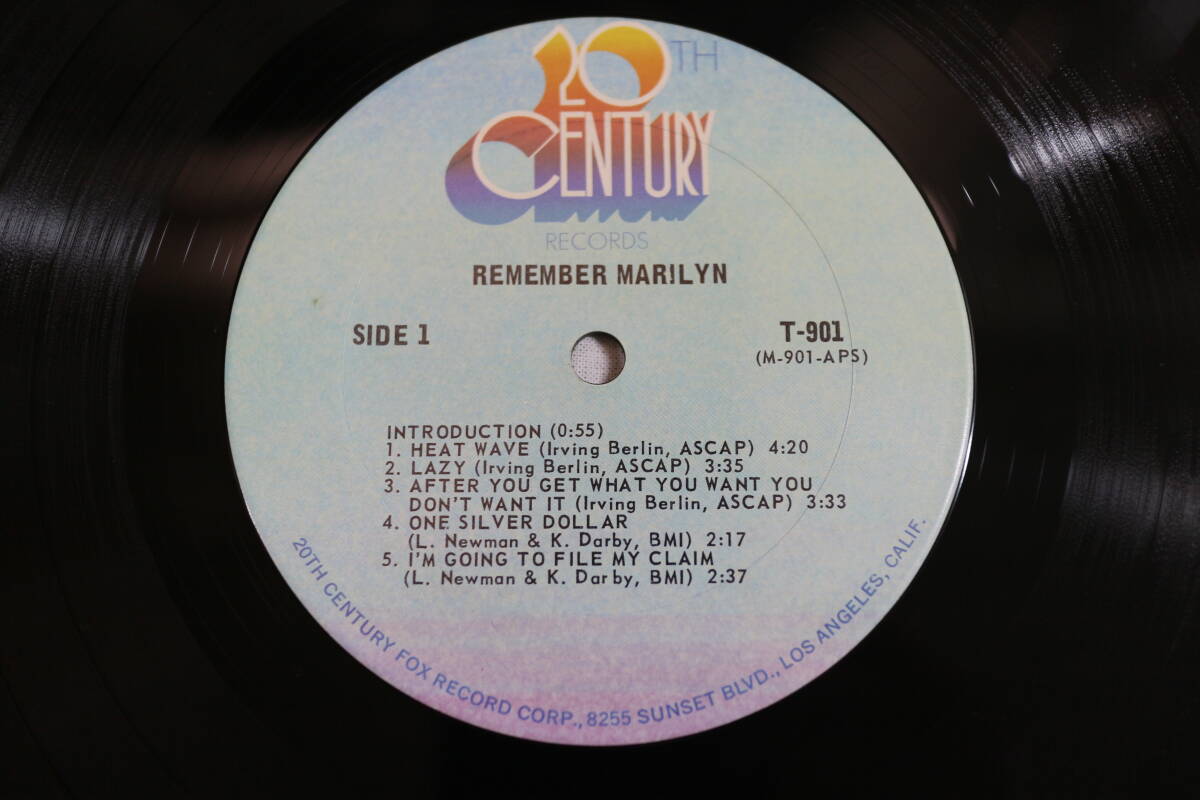 20TH
CENTURY
RECORDS
REMEMBER MARILYN
SIDE 1
T-901
(M-901-APS)
INTRODUCTION (0:55)
1. HEAT WAVE (Irving Berlin, ASCAP) 4:20
2. LAZY (Irving Berlin, ASCAP) 3:35
3. AFTER YOU GET WHAT YOU WANT YOU
DON'T WANT IT (Irving Berlin, ASCAP) 3:33
4. ONE SILVER DOLLAR
(L. Newman & K. Darby, BMI) 2:17
5. I'M GOING TO FILE MY CLAIM
(L. Newman & K. Darby, BMI) 2:37
20TH CENTURY FOX RECORD CORP., 8255 SUNSET BLVD., LOS ANGELES, CALIF.